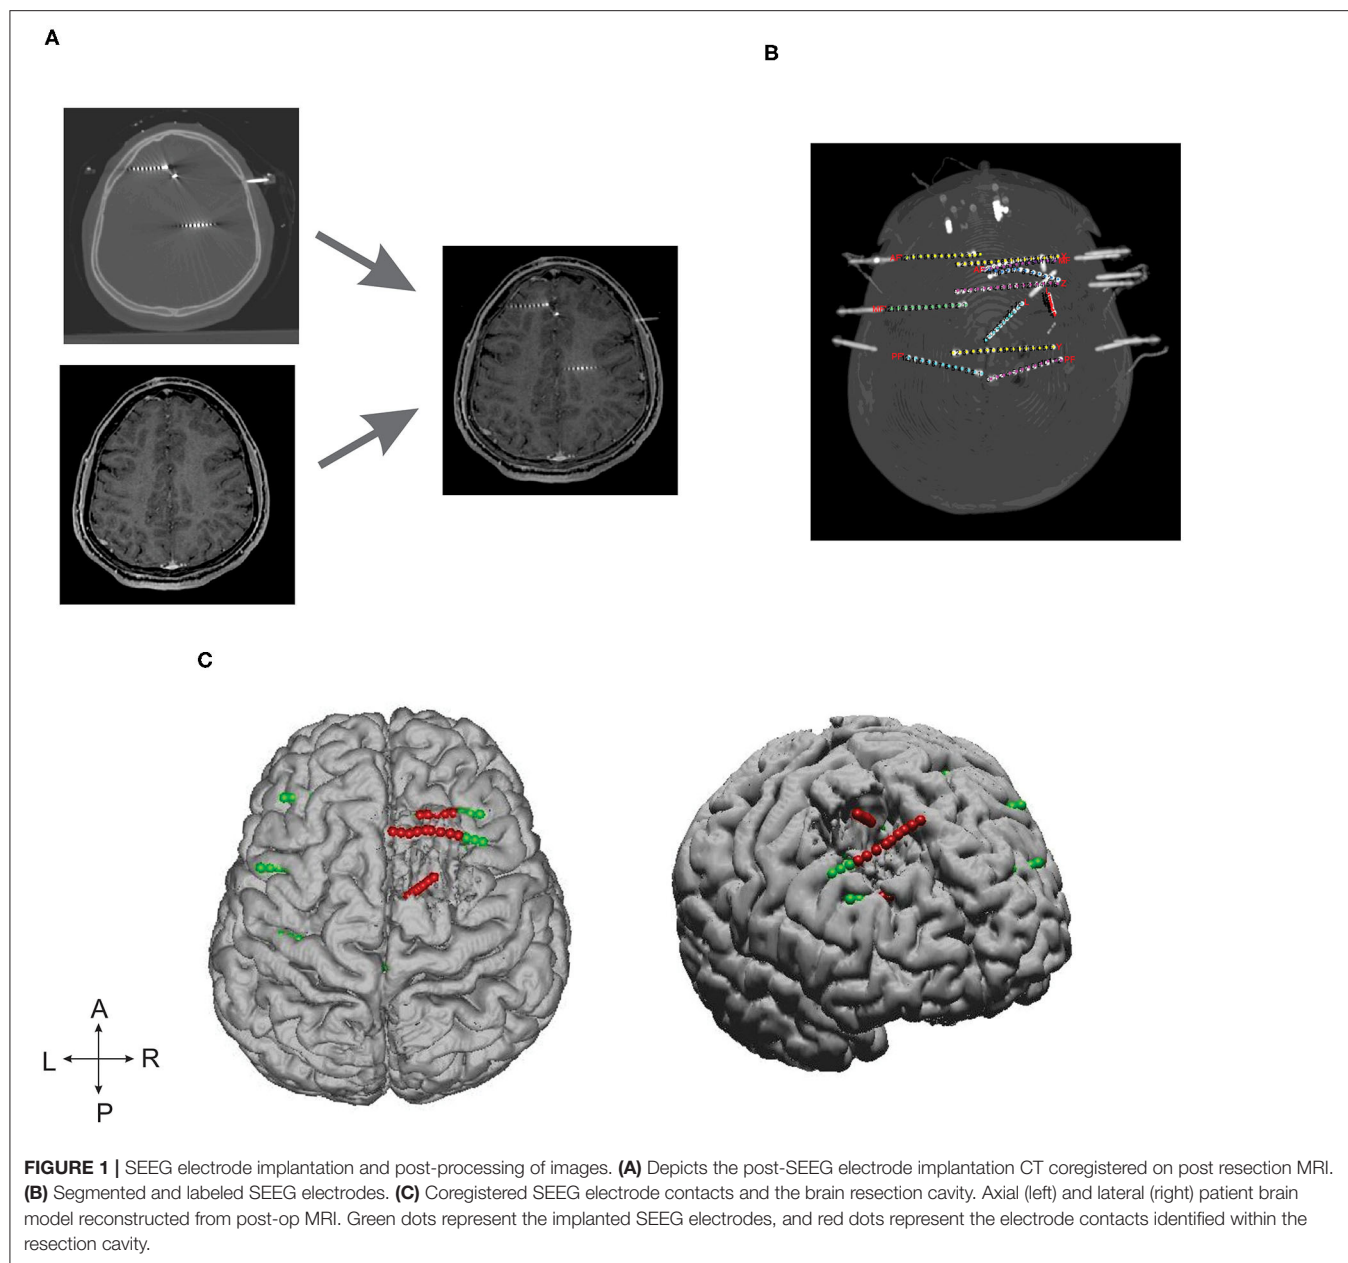 A
B
AF
Z
Y
PF
PF
C
A
L R
P
FIGURE 1 | SEEG electrode implantation and post-processing of images. (A) Depicts the post-SEEG electrode implantation CT coregistered on post resection MRI.
(B) Segmented and labeled SEEG electrodes. (C) Coregistered SEEG electrode contacts and the brain resection cavity. Axial (left) and lateral (right) patient brain
model reconstructed from post-op MRI. Green dots represent the implanted SEEG electrodes, and red dots represent the electrode contacts identified within the
resection cavity.